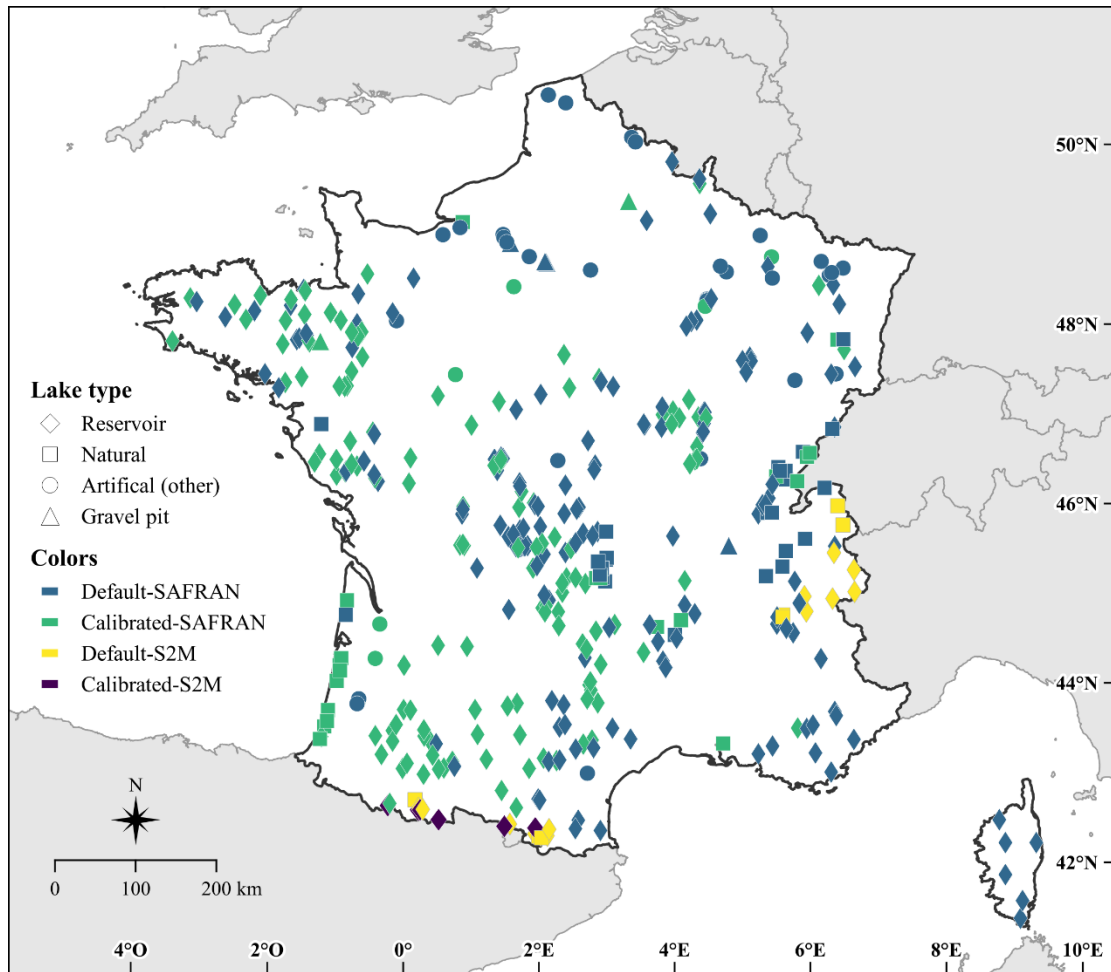 50°N
48°N
46°N
44°N
42°N
Lake type
Reservoir
Natural
Artifical (other)
Gravel pit
Colors
Default-SAFRAN
Calibrated-SAFRAN
Default-S2M
Calibrated-S2M
N
0 100 200 km
4°O 2°O 0° 2°E 4°E 6°E 8°E 10°E